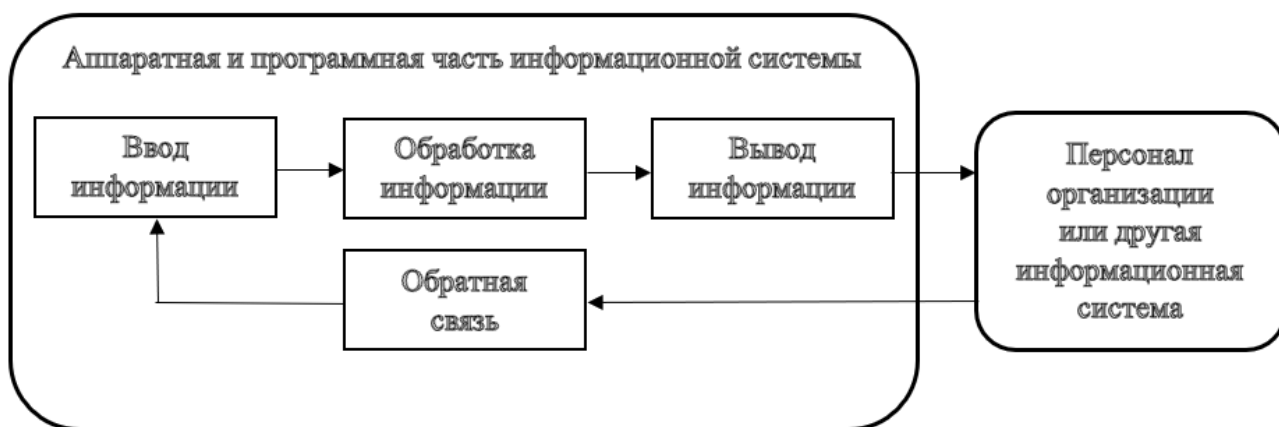 Аппаратная и программная часть информационной системы
Ввод
информации
Обработка
информации
Вывод
информации
Персонал
организации
или другая
информационная
система
Обратная
связь